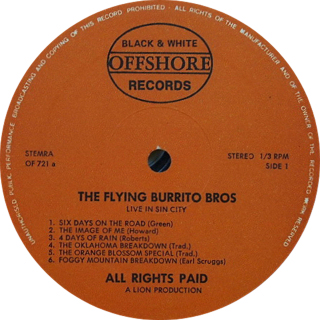 UNAUTHORISED PUBLIC PERFORMANCE BROADCASTING AND COPYING OF THIS RECORD PROHIBITED - ALL RIGHTS OF THE MANUFACTURER AND OF THE OWNER OF THE RECORDED WORK RESERVED
BLACK & WHITE
OFFSHORE
RECORDS
STEMRA
OF 721 a
STEREO 1/3 RPM
SIDE 1
THE FLYING BURRITO BROS
LIVE IN SIN CITY
1. SIX DAYS ON THE ROAD (Green)
2. THE IMAGE OF ME (Howard)
3. 4 DAYS OF RAIN (Roberts)
4. THE OKLAHOMA BREAKDOWN (Trad.)
5. THE ORANGE BLOSSOM SPECIAL (Trad.)
6. FOGGY MOUNTAIN BREAKDOWN (Earl Scruggs)
ALL RIGHTS PAID
A LION PRODUCTION